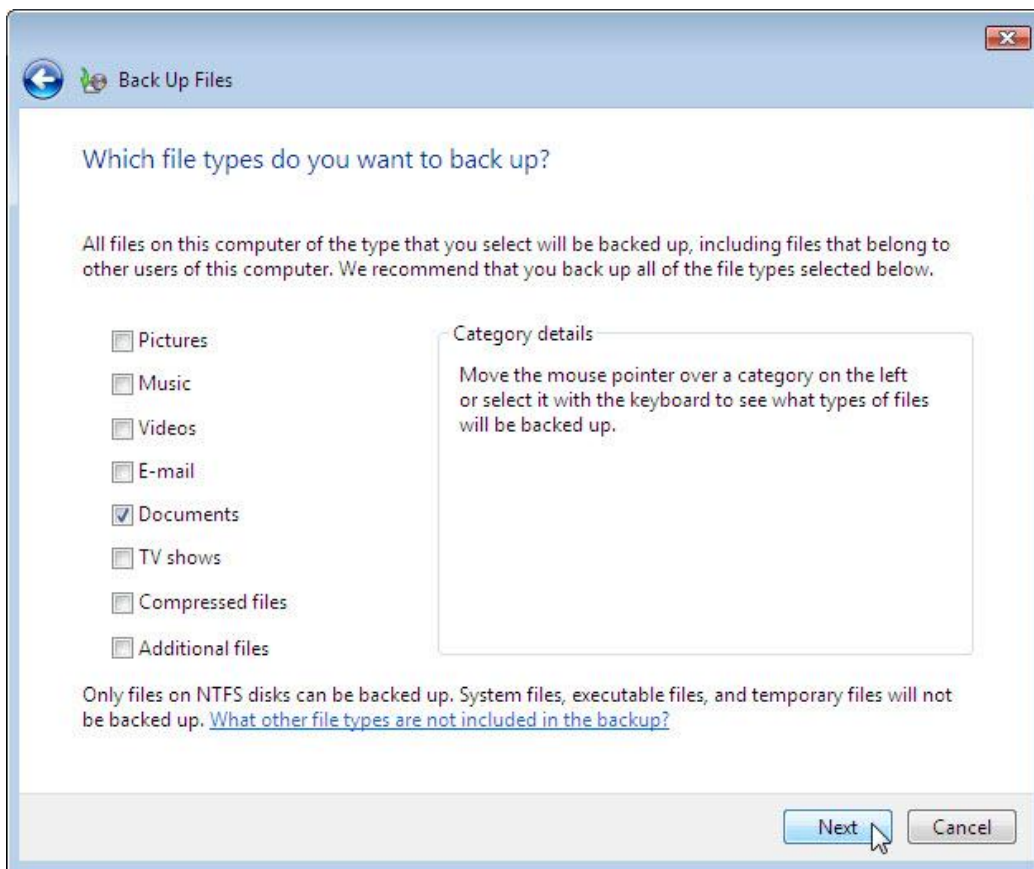 Back Up Files
Which file types do you want to back up?
All files on this computer of the type that you select will be backed up, including files that belong to
other users of this computer. We recommend that you back up all of the file types selected below.
Pictures
Music
Videos
E-mail
Documents
TV shows
Compressed files
Additional files
Category details
Move the mouse pointer over a category on the left
or select it with the keyboard to see what types of files
will be backed up.
Only files on NTFS disks can be backed up. System files, executable files, and temporary files will not
be backed up. What other file types are not included in the backup?
Next
Cancel